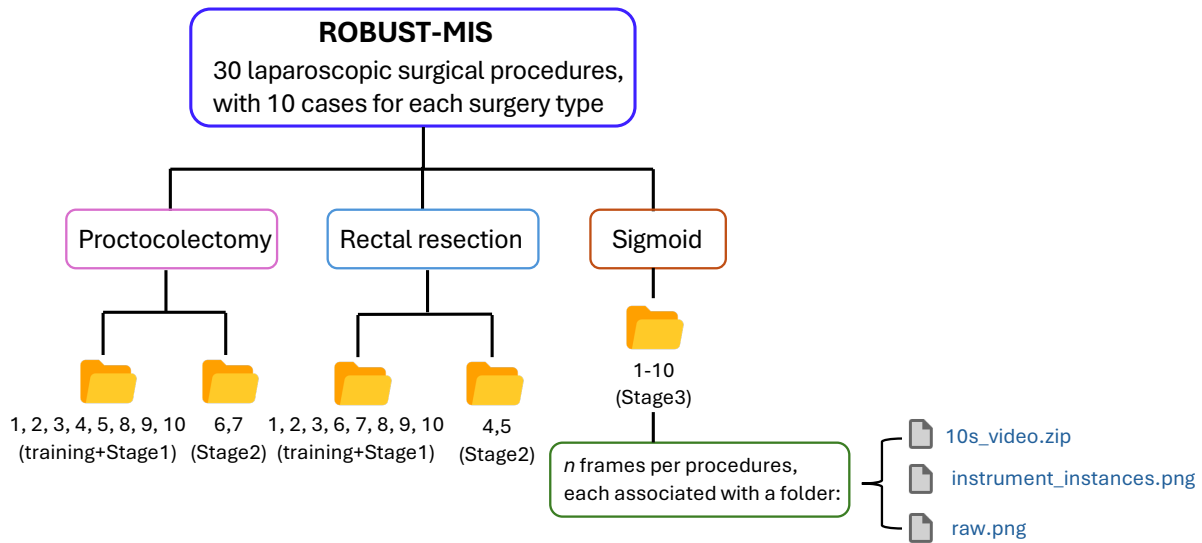 ROBUST-MIS
30 laparoscopic surgical procedures,
with 10 cases for each surgery type
Proctocolectomy
Rectal resection
Sigmoid
1, 2, 3, 4, 5, 8, 9, 10
(training+Stage1)
6,7
(Stage2)
1, 2, 3, 6, 7, 8, 9, 10
(training+Stage1)
4,5
(Stage2)
1-10
(Stage3)
n frames per procedures,
each associated with a folder:
10s_video.zip
instrument_instances.png
raw.png